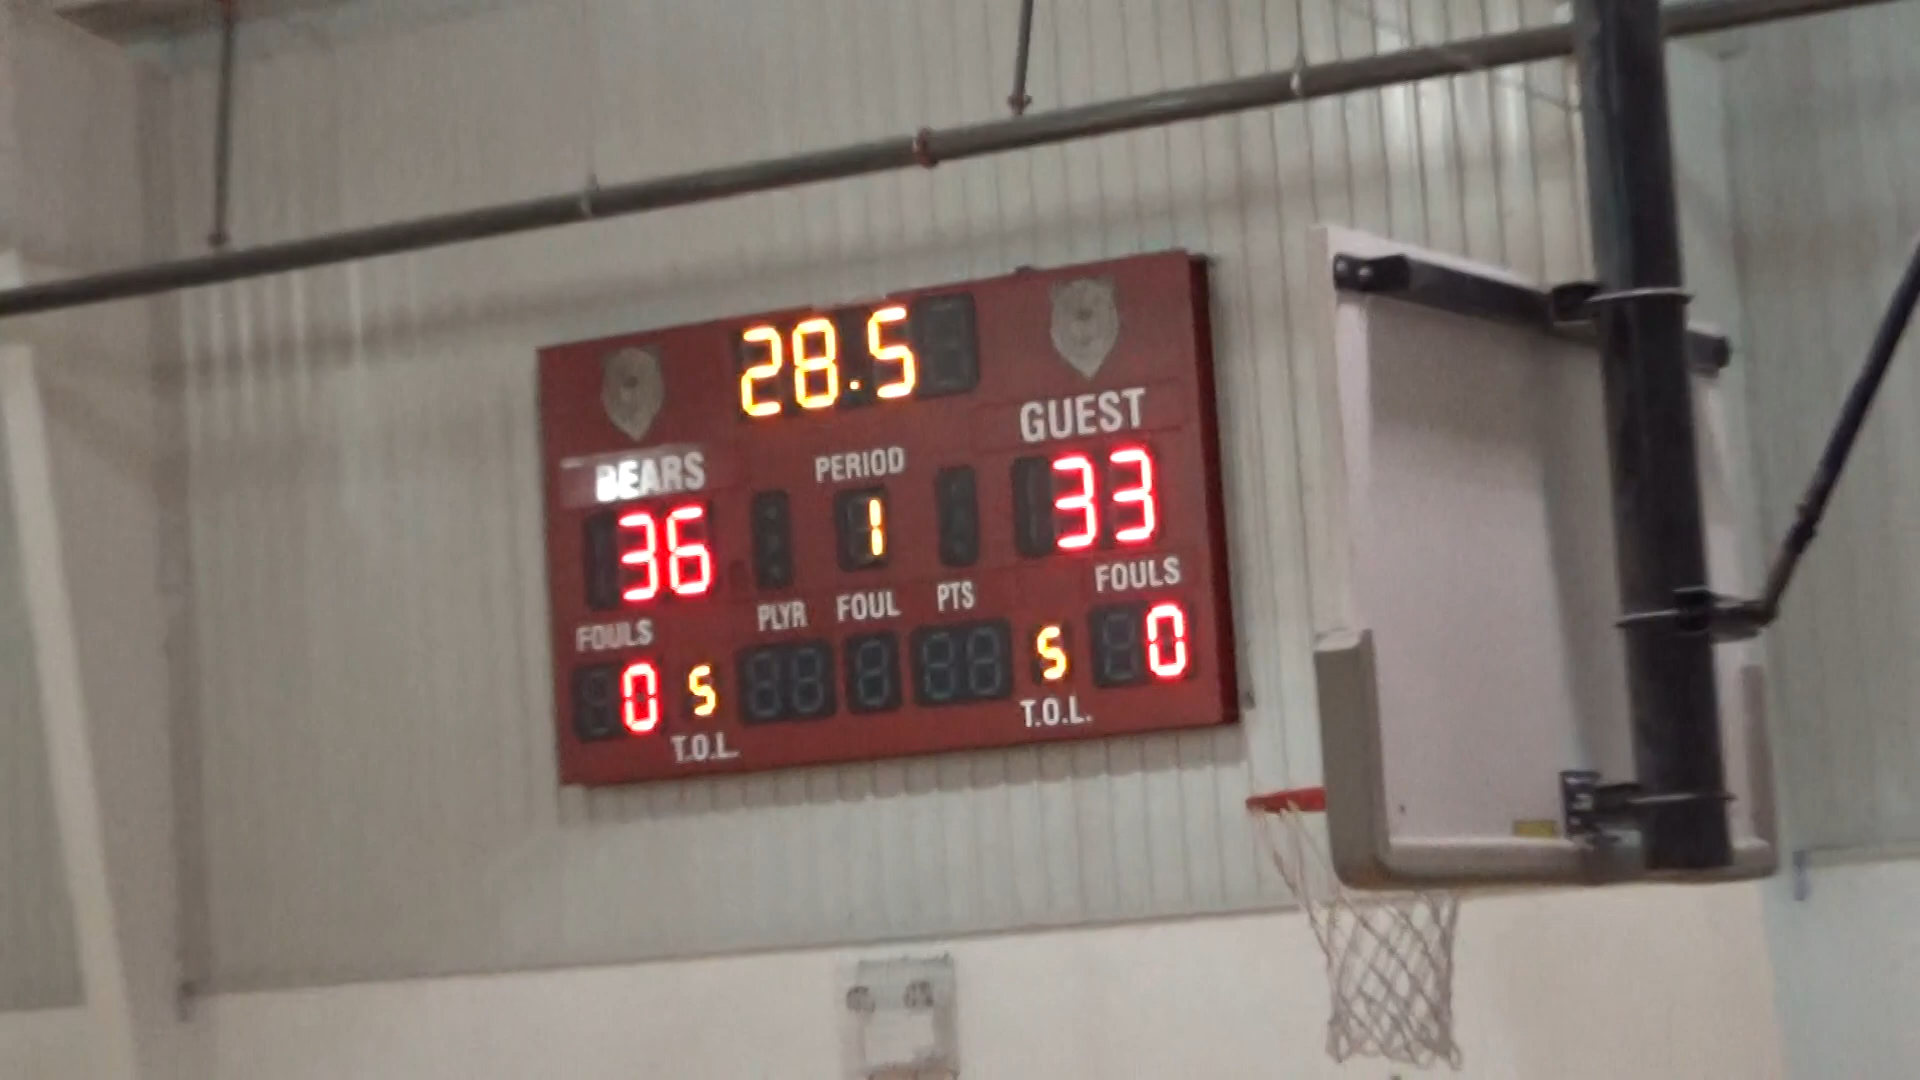 28.5
BEARS PERIOD GUEST
36 1 33
FOULS PLYR FOUL PTS FOULS
0 5 5 0
T.O.L. T.O.L.